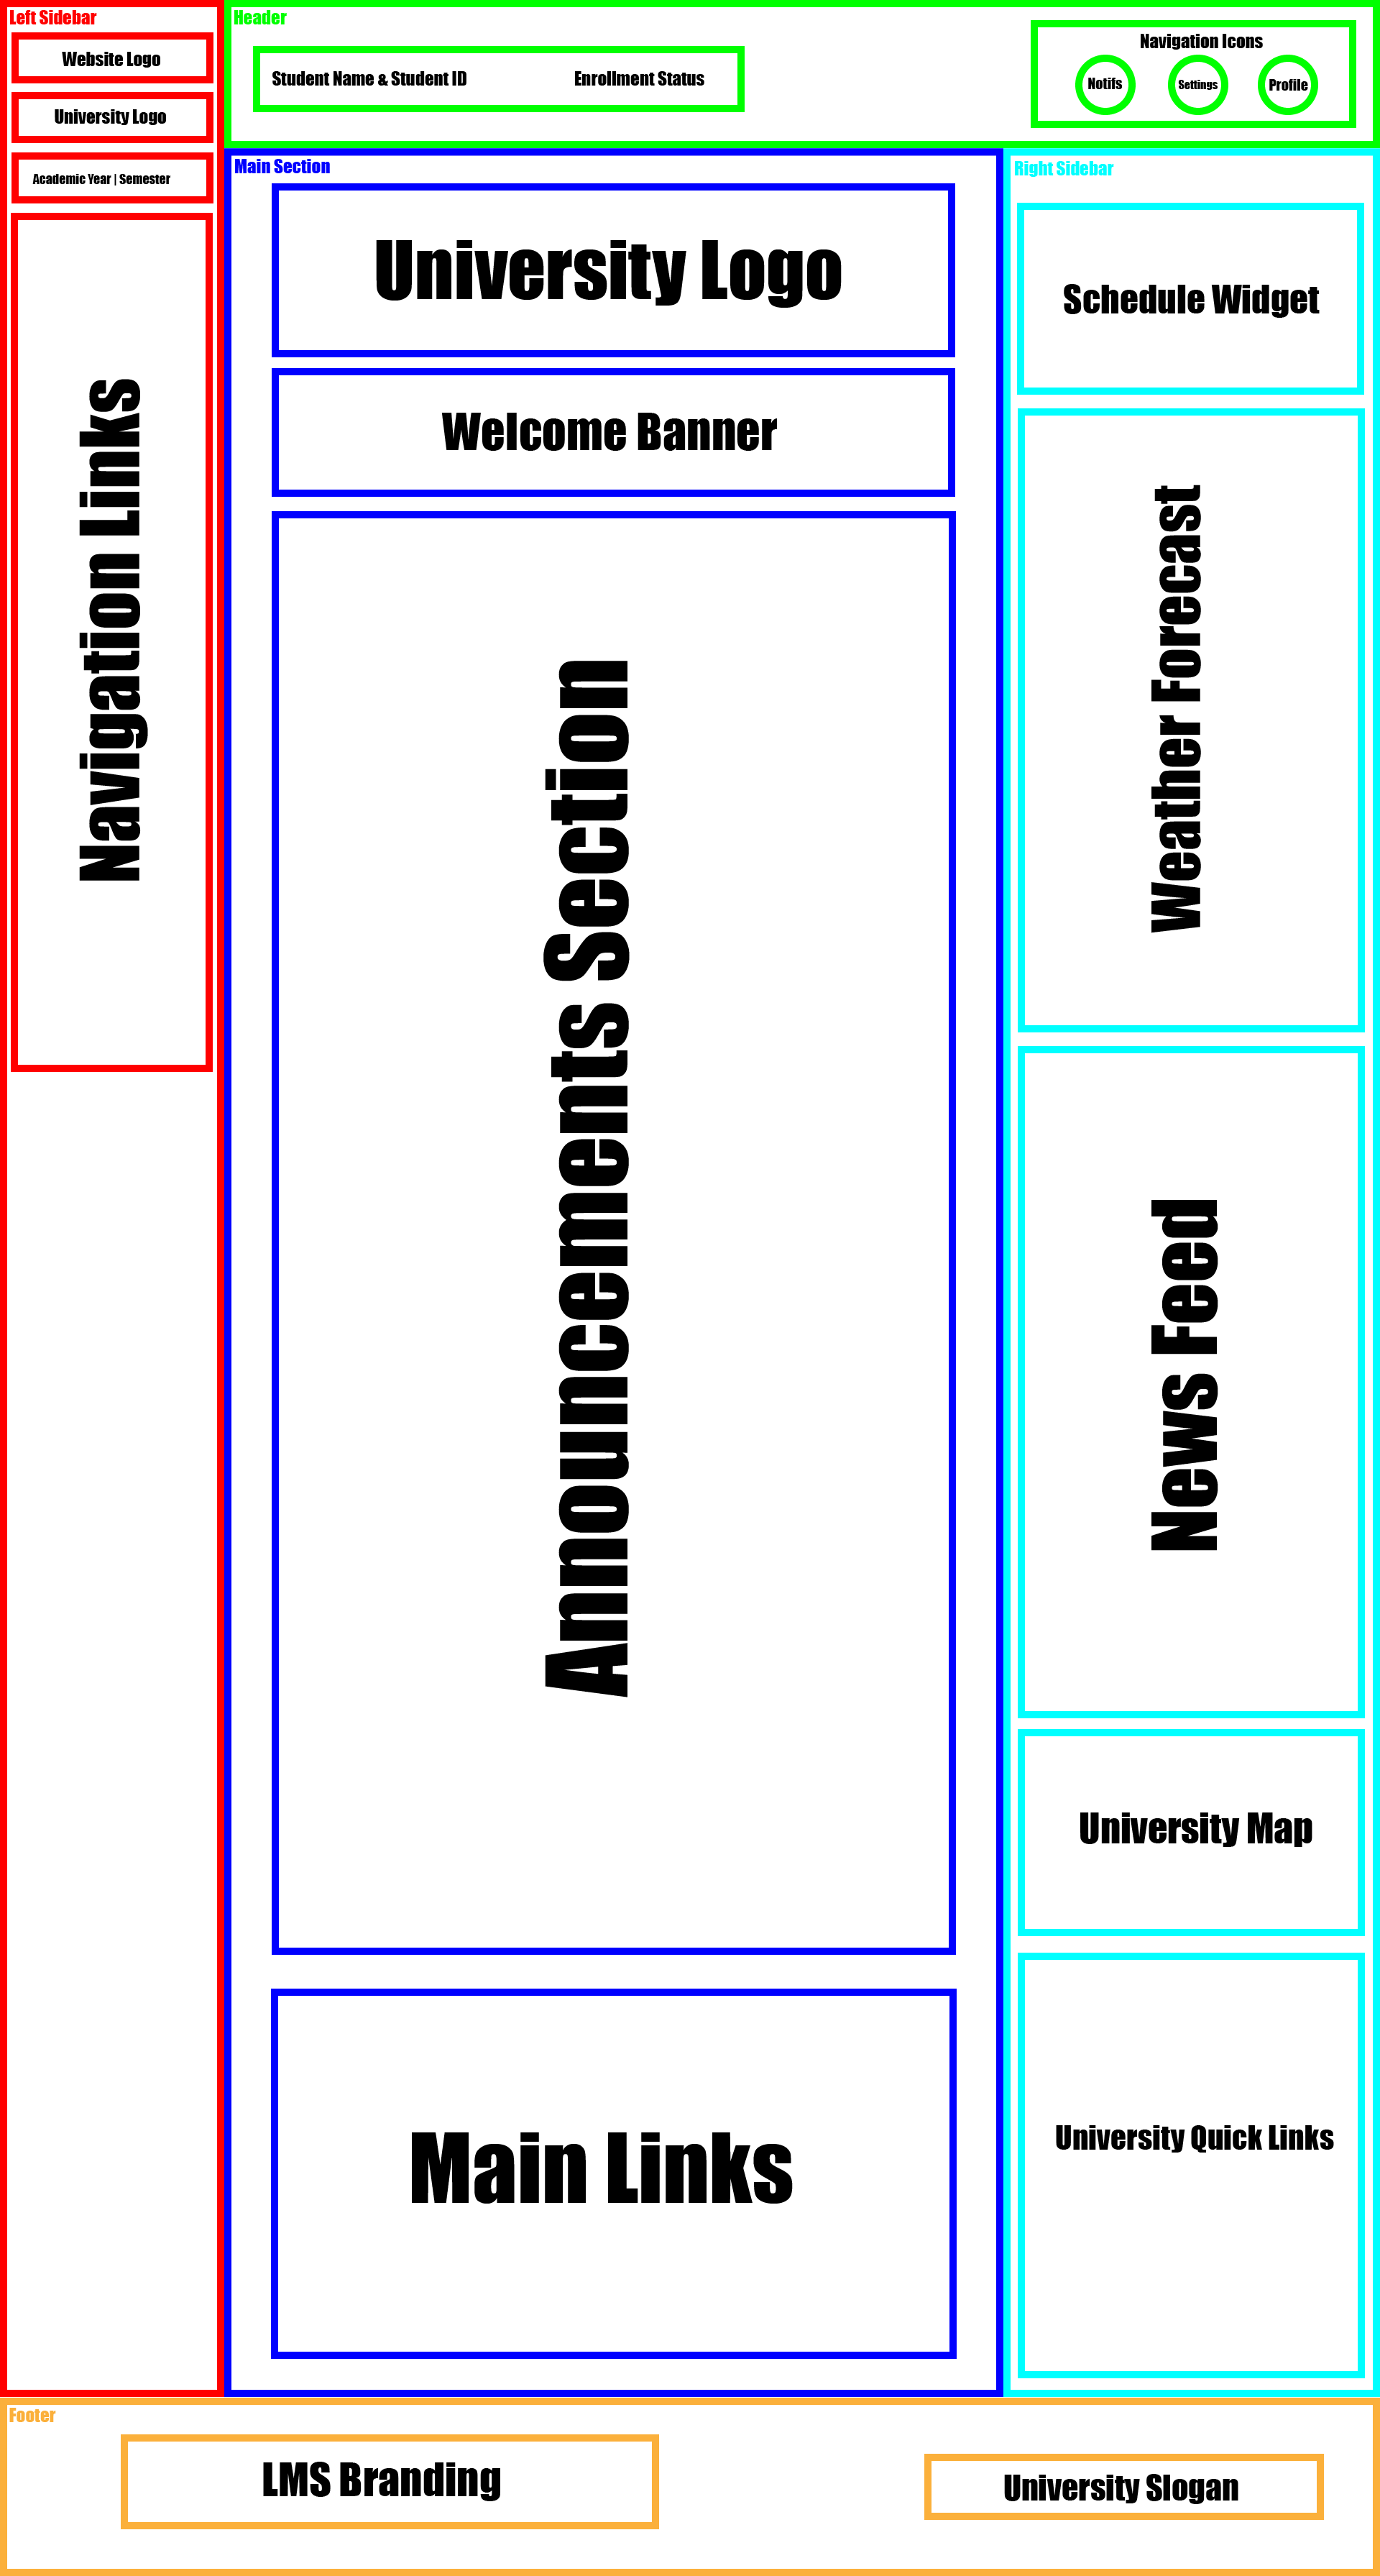 Left Sidebar
Website Logo
University Logo
Academic Year | Semester
Navigation Links
Header
Student Name & Student ID
Enrollment Status
Navigation Icons
Notifs
Settings
Profile
Main Section
University Logo
Welcome Banner
Announcements Section
Main Links
Right Sidebar
Schedule Widget
Weather Forecast
News Feed
University Map
University Quick Links
Footer
LMS Branding
University Slogan